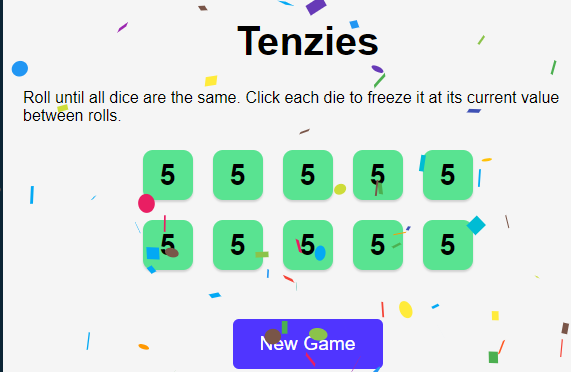 Tenzies
Roll until all dice are the same. Click each die to freeze it at its current value
between rolls.
5 5 5 5 5
5 5 5 5 5
New Game